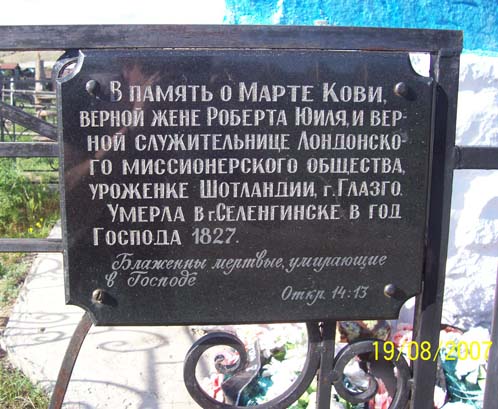 В память о Марте Кови,
верной жене Роберта Юиля, и вер-
ной служительнице Лондонско-
го миссионерского общества,
уроженке Шотландии, г. Глазго.
Умерла в г. Селенгинске в год
Господа 1827.
Блаженны мертвые, умирающие
в Господе
Откр. 14:13
19/08/2007